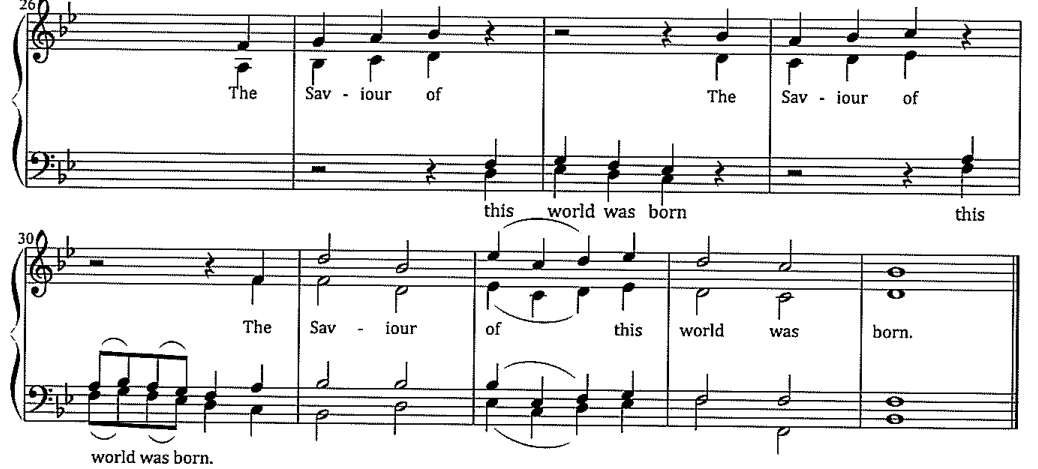 26
The Sav - iour of The Sav - iour of
this world was born this
30
The Sav - iour of this world was born.
world was born.